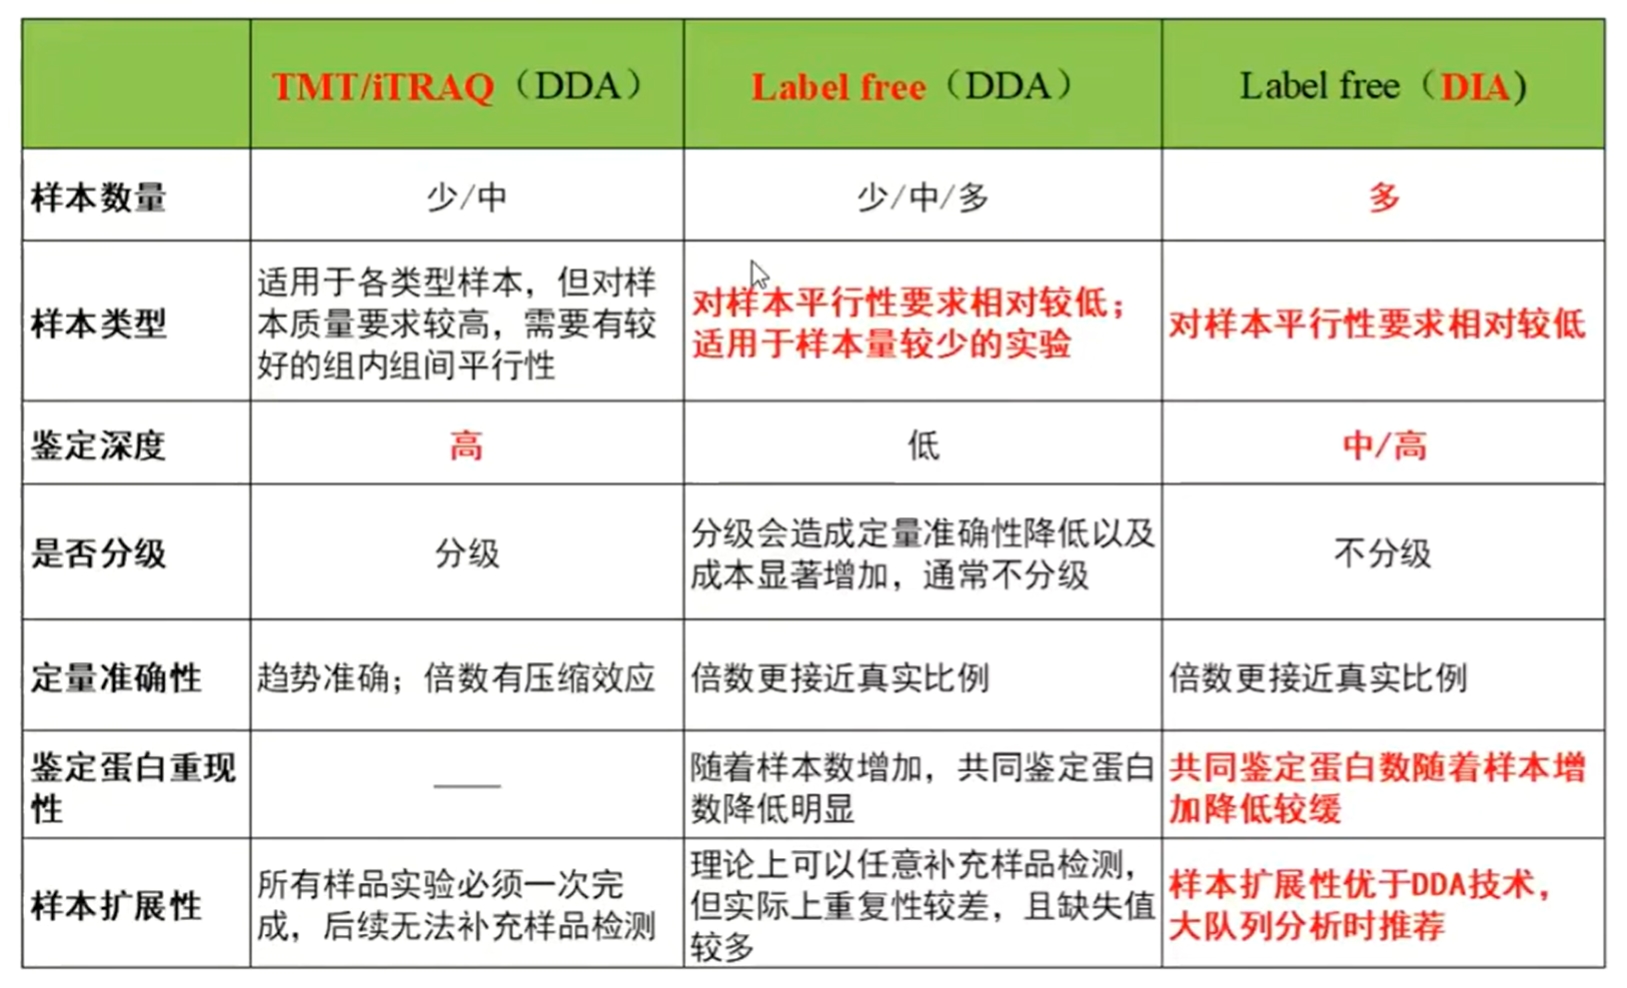 TMT/iTRAQ（DDA）
Label free（DDA）
Label free（DIA)
样本数量
少/中
少/中/多
多
样本类型
适用于各类型样本，但对样
本质量要求较高，需要有较
好的组内组间平行性
对样本平行性要求相对较低；
适用于样本量较少的实验
对样本平行性要求相对较低
鉴定深度
高
低
中/高
是否分级
分级
分级会造成定量准确性降低以及
成本显著增加，通常不分级
不分级
定量准确性
趋势准确；倍数有压缩效应
倍数更接近真实比例
倍数更接近真实比例
鉴定蛋白重现
性
——
随着样本数增加，共同鉴定蛋白
数降低明显
共同鉴定蛋白数随着样本增
加降低较缓
样本扩展性
所有样品实验必须一次完
成，后续无法补充样品检测
理论上可以任意补充样品检测，
但实际上重复性较差，且缺失值
较多
样本扩展性优于DDA技术，
大队列分析时推荐